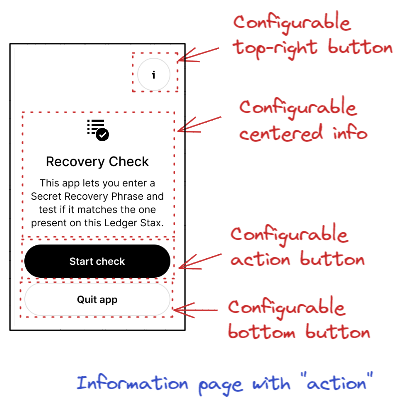 Configurable
top-right button
i
Configurable
centered info
Recovery Check
This app lets you enter a
Secret Recovery Phrase and
test if it matches the one
present on this Ledger Stax.
Configurable
action button
Start check
Configurable
bottom button
Quit app
Information page with "action"